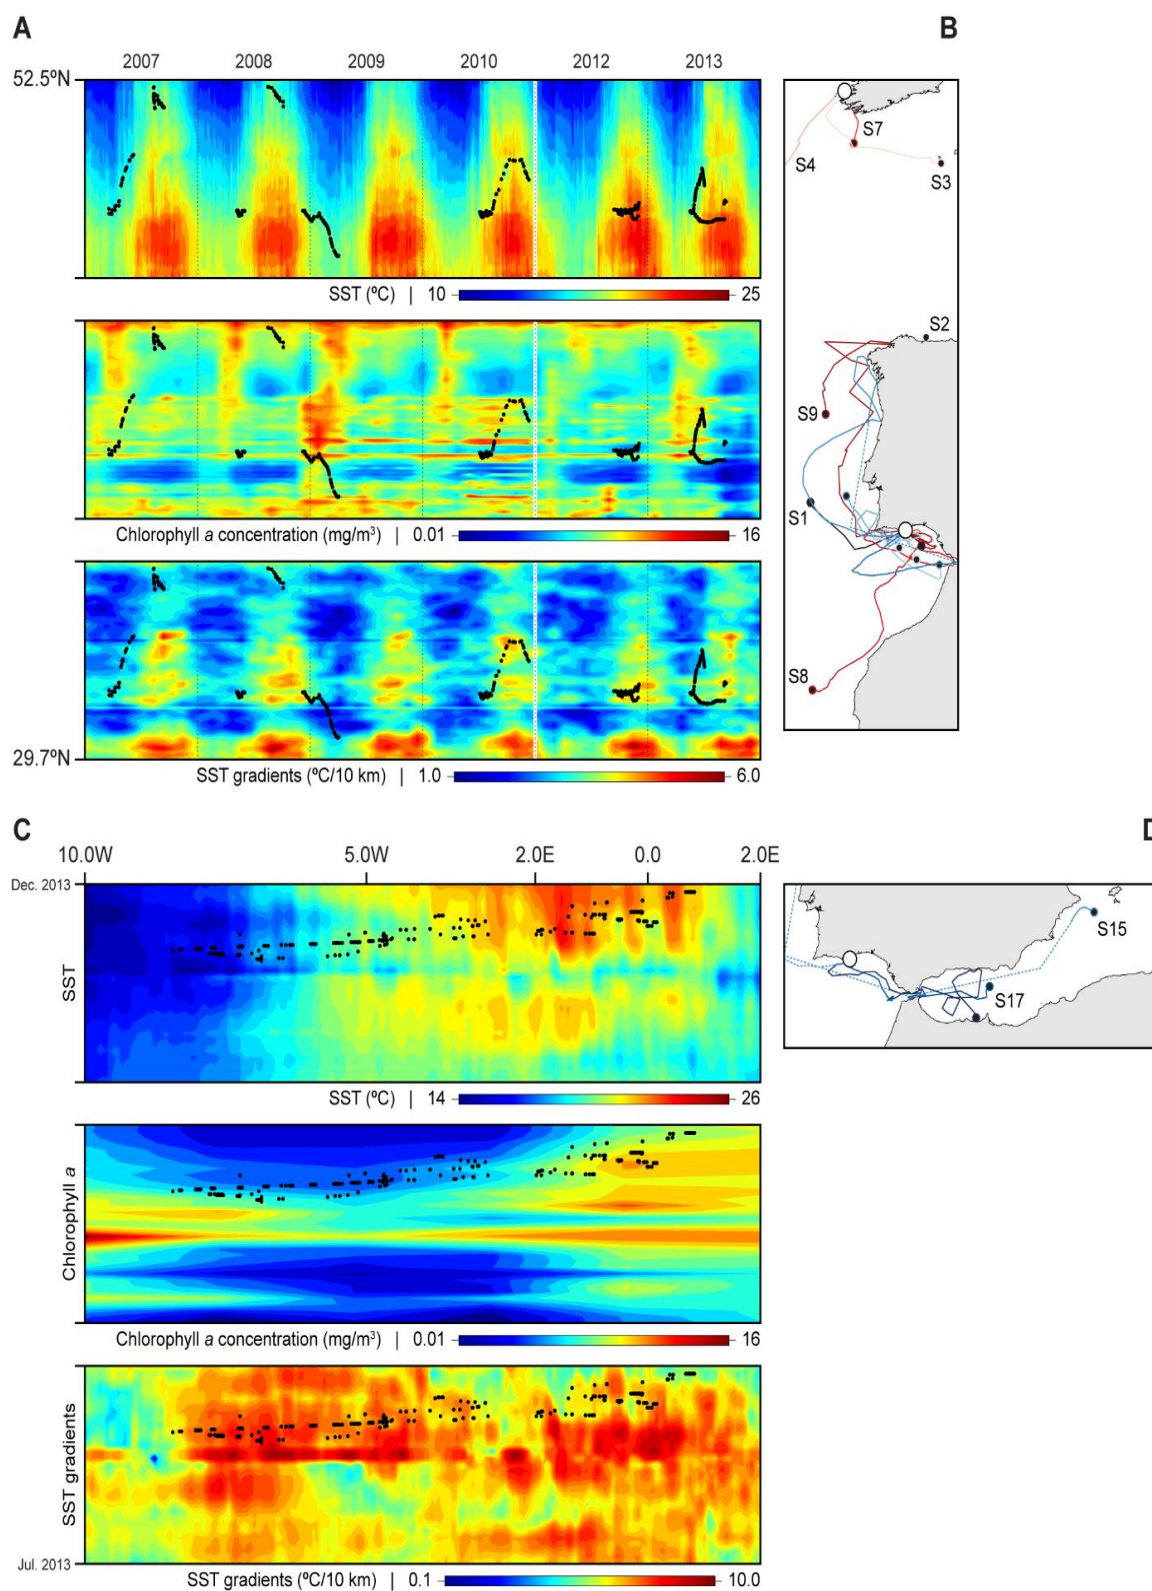 A
B
2007 2008 2009 2010 2012 2013
52.5ºN
SST (ºC) | 10 25
Chlorophyll a concentration (mg/m³) | 0.01 16
29.7ºN
SST gradients (ºC/10 km) | 1.0 6.0
S7
S4
S3
S2
S9
S1
S8
C
D
10.0W 5.0W 2.0E 0.0 2.0E
Dec. 2013
SST
SST (ºC) | 14 26
Chlorophyll a
Chlorophyll a concentration (mg/m³) | 0.01 16
SST gradients
Jul. 2013
SST gradients (ºC/10 km) | 0.1 10.0
S15
S17